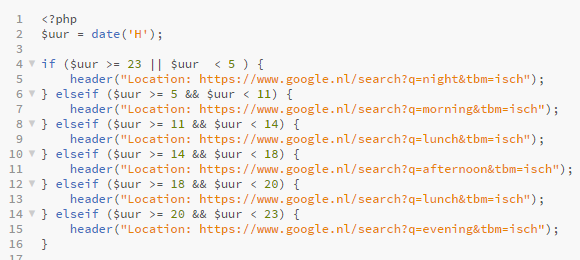 1 <?php
2 $uur = date('H');
3
4 if ($uur >= 23 || $uur  < 5 ) {
5     header("Location: https://www.google.nl/search?q=night&tbm=isch");
6 } elseif ($uur >= 5 && $uur < 11) {
7     header("Location: https://www.google.nl/search?q=morning&tbm=isch");
8 } elseif ($uur >= 11 && $uur < 14) {
9     header("Location: https://www.google.nl/search?q=lunch&tbm=isch");
10 } elseif ($uur >= 14 && $uur < 18) {
11     header("Location: https://www.google.nl/search?q=afternoon&tbm=isch");
12 } elseif ($uur >= 18 && $uur < 20) {
13     header("Location: https://www.google.nl/search?q=lunch&tbm=isch");
14 } elseif ($uur >= 20 && $uur < 23) {
15     header("Location: https://www.google.nl/search?q=evening&tbm=isch");
16 }
17